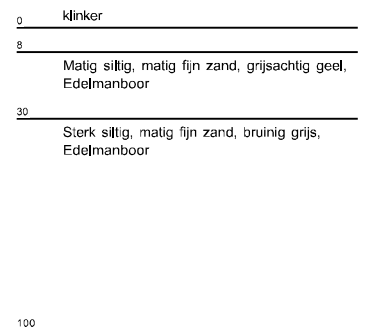 klinker
0
8
Matig siltig, matig fijn zand, grijsachtig geel,
Edelmanboor
30
Sterk siltig, matig fijn zand, bruinig grijs,
Edelmanboor
100